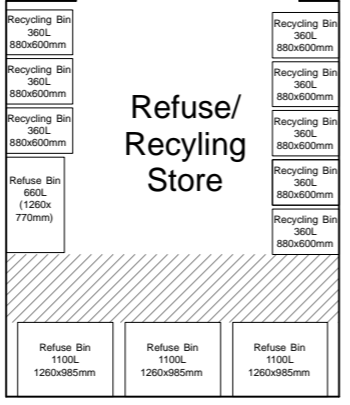 Recycling Bin
360L
880x600mm
Recycling Bin
360L
880x600mm
Recycling Bin
360L
880x600mm
Refuse Bin
660L
(1260x
770mm)
Refuse/
Recyling
Store
Recycling Bin
360L
880x600mm
Recycling Bin
360L
880x600mm
Recycling Bin
360L
880x600mm
Recycling Bin
360L
880x600mm
Recycling Bin
360L
880x600mm
Refuse Bin
1100L
1260x985mm
Refuse Bin
1100L
1260x985mm
Refuse Bin
1100L
1260x985mm